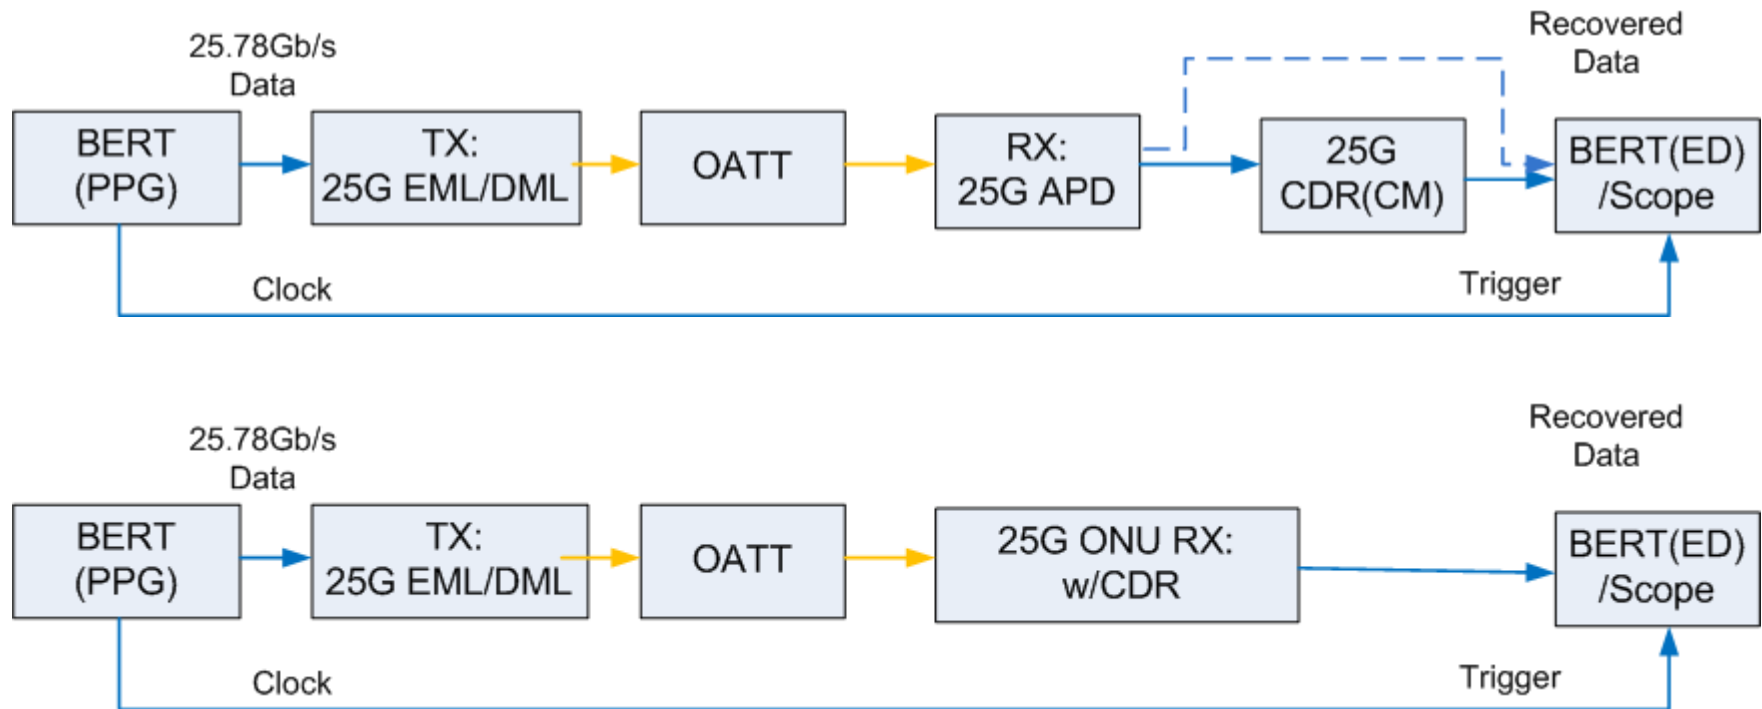 25.78Gb/s
Data
Recovered
Data
BERT
(PPG)
TX:
25G EML/DML
OATT
RX:
25G APD
25G
CDR(CM)
BERT(ED)
/Scope
Clock
Trigger
25.78Gb/s
Data
Recovered
Data
BERT
(PPG)
TX:
25G EML/DML
OATT
25G ONU RX:
w/CDR
BERT(ED)
/Scope
Clock
Trigger